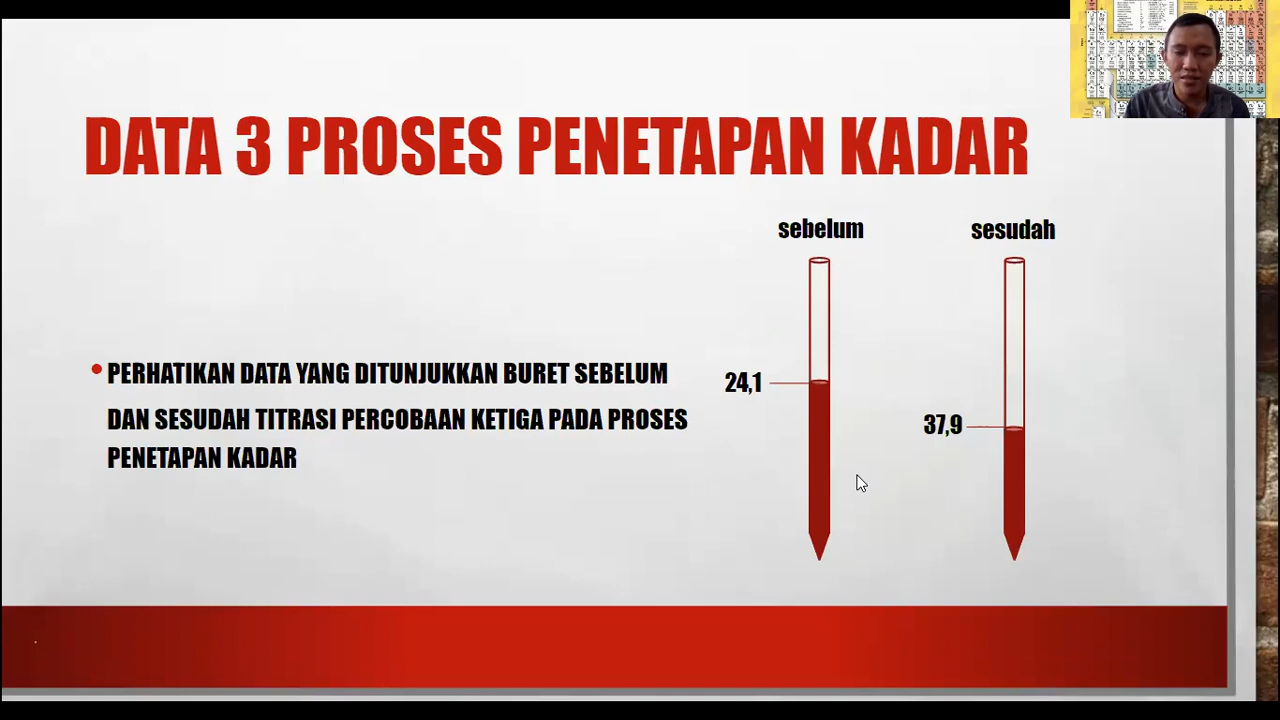 DATA 3 PROSES PENETAPAN KADAR
sebelum
sesudah
PERHATIKAN DATA YANG DITUNJUKKAN BURET SEBELUM
DAN SESUDAH TITRASI PERCOBAAN KETIGA PADA PROSES
PENETAPAN KADAR
24,1
37,9